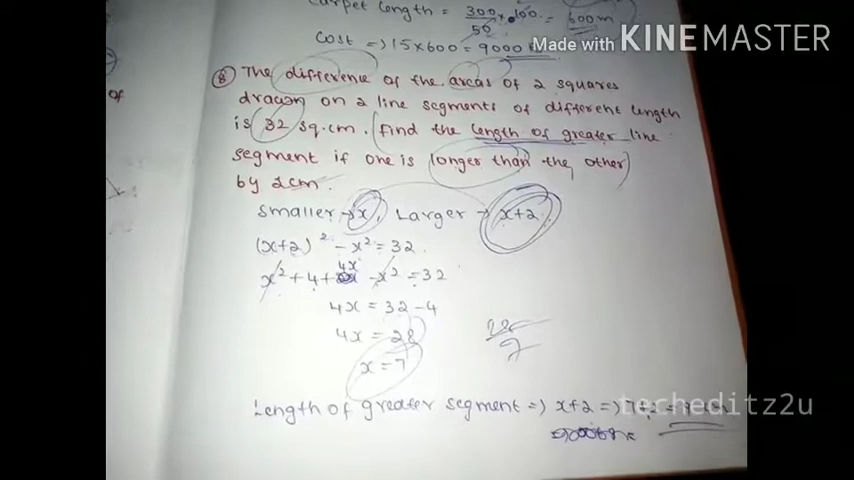 Carpet length = 300/50 × 100 = 600m
Cost => 15 × 600 = 9000
Made with KINEMASTER
of
⑧ The difference of the areas of 2 squares
drawn on 2 line segments of different length
is 32 sq.cm. find the length of greater line
segment if one is longer than the other
by 2cm.
Smaller → x, Larger → x+2.
(x+2)² - x² = 32
x² + 4 + 4x - x² = 32
4x = 32 - 4
4x = 28
x = 7
Length of greater segment => x+2 => 7+2 =
techeditz2u